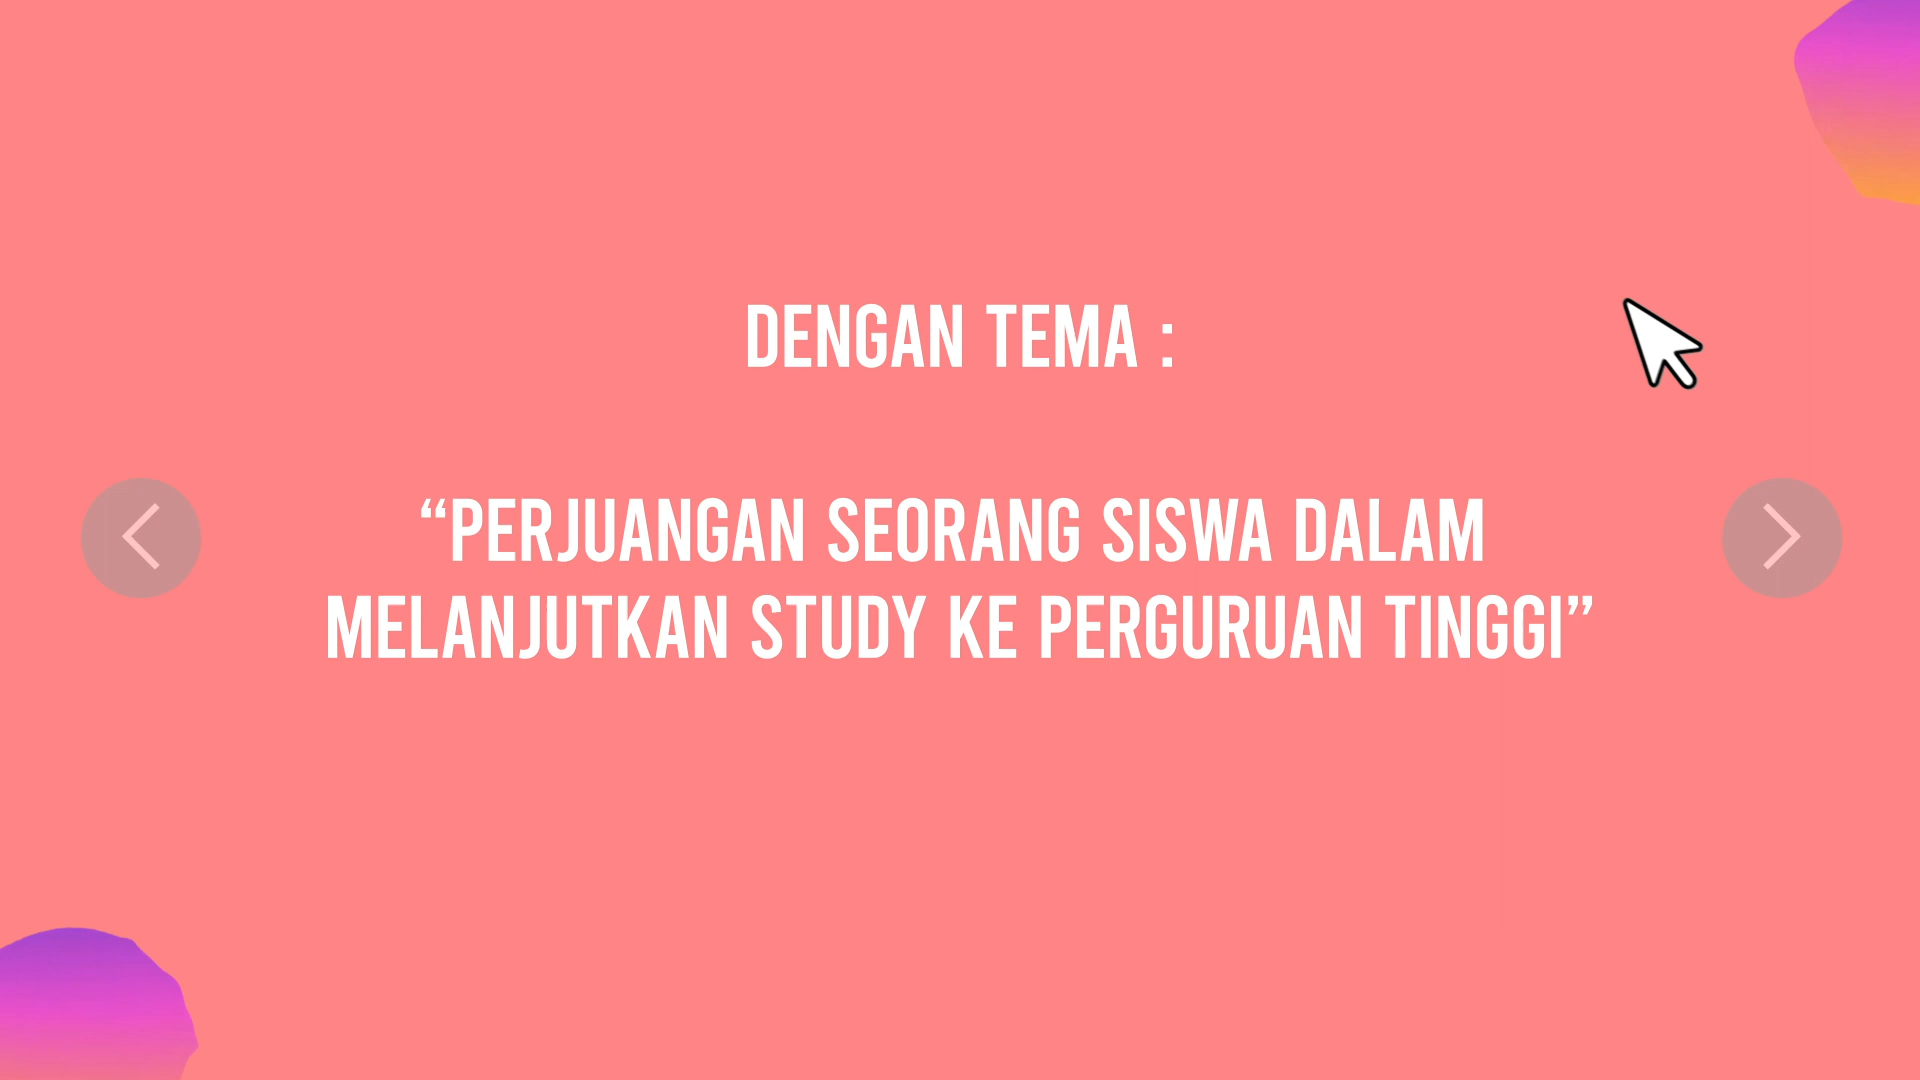 DENGAN TEMA :
“PERJUANGAN SEORANG SISWA DALAM
MELANJUTKAN STUDY KE PERGURUAN TINGGI”